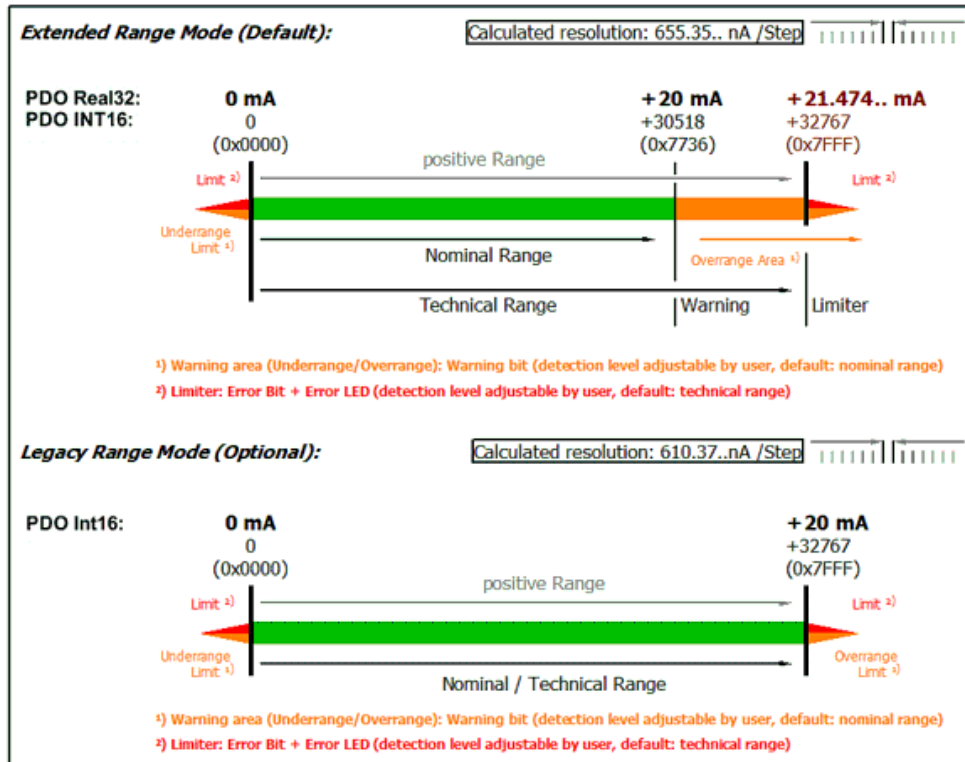 Extended Range Mode (Default):
Calculated resolution: 655.35.. nA /Step
PDO Real32: 0 mA +20 mA +21.474.. mA
PDO INT16: 0 +30518 +32767
(0x0000) (0x7736) (0x7FFF)
positive Range
Limit ²⁾ Limit ²⁾
Underrange
Limit ¹⁾
Nominal Range
Overrange Area ¹⁾
Technical Range
Warning
Limiter
¹⁾ Warning area (Underrange/Overrange): Warning bit (detection level adjustable by user, default: nominal range)
²⁾ Limiter: Error Bit + Error LED (detection level adjustable by user, default: technical range)
Legacy Range Mode (Optional):
Calculated resolution: 610.37..nA /Step
PDO Int16: 0 mA +20 mA
0 +32767
(0x0000) (0x7FFF)
positive Range
Limit ²⁾ Limit ²⁾
Underrange
Limit ¹⁾
Overrange
Limit ¹⁾
Nominal / Technical Range
¹⁾ Warning area (Underrange/Overrange): Warning bit (detection level adjustable by user, default: nominal range)
²⁾ Limiter: Error Bit + Error LED (detection level adjustable by user, default: technical range)